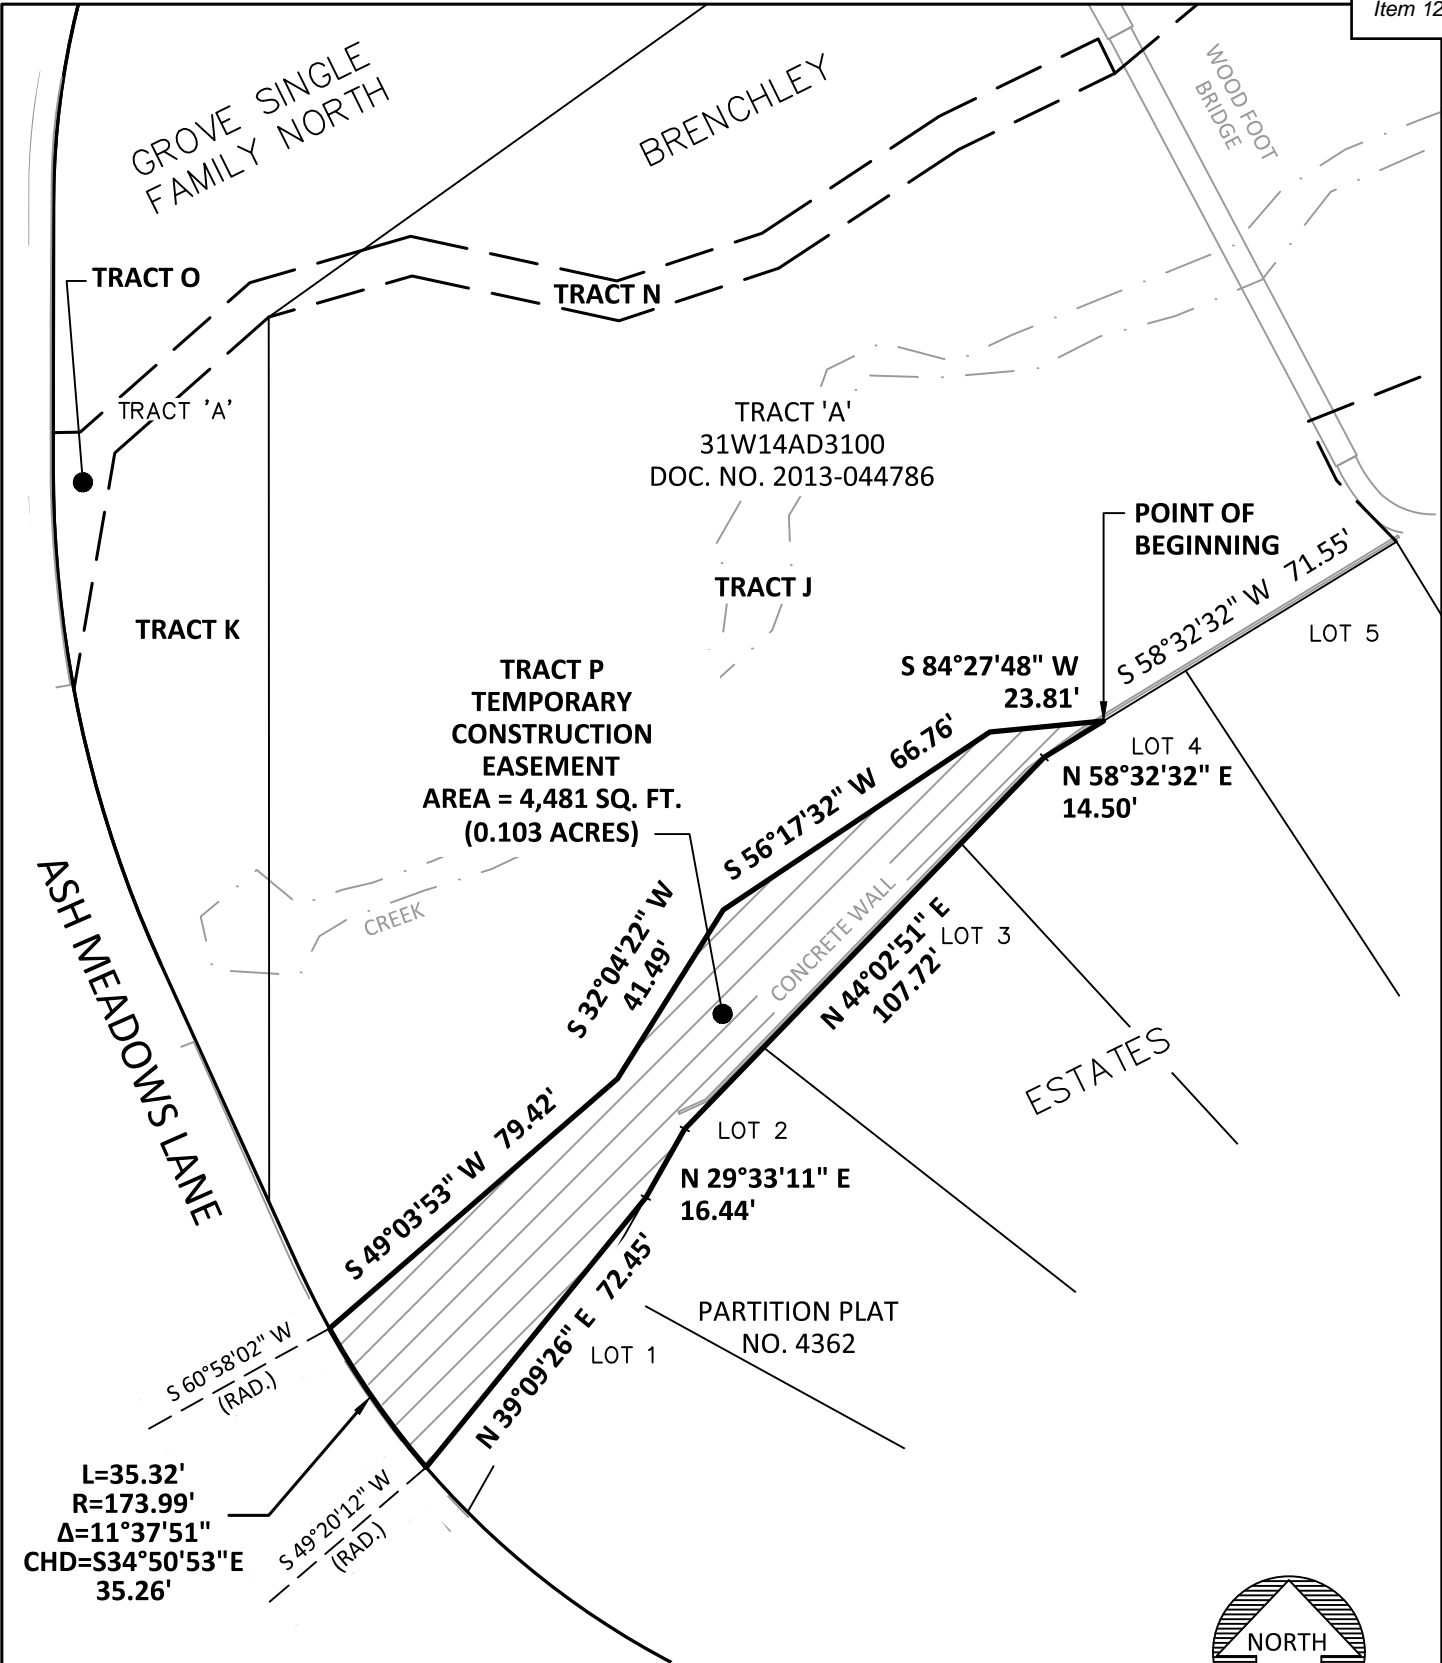 Item 12
GROVE SINGLE
FAMILY NORTH
BRENCHLEY
WOOD FOOT
BRIDGE
TRACT O
TRACT N
TRACT 'A'
TRACT 'A'
31W14AD3100
DOC. NO. 2013-044786
POINT OF
BEGINNING
S 58°32'32" W 71.55'
LOT 5
TRACT J
TRACT K
TRACT P
TEMPORARY
CONSTRUCTION
EASEMENT
AREA = 4,481 SQ. FT.
(0.103 ACRES)
S 84°27'48" W
23.81'
LOT 4
N 58°32'32" E
14.50'
S 56°17'32" W 66.76'
CREEK
ASH MEADOWS LANE
S 32°04'22" W
41.49'
CONCRETE WALL
N 44°02'51" E
107.72'
LOT 3
ESTATES
LOT 2
S 49°03'53" W 79.42'
N 29°33'11" E
16.44'
N 39°09'26" E 72.45'
PARTITION PLAT
NO. 4362
LOT 1
S 60°58'02" W
(RAD.)
L=35.32'
R=173.99'
Δ=11°37'51"
CHD=S34°50'53"E
35.26'
S 49°20'12" W
(RAD.)
NORTH